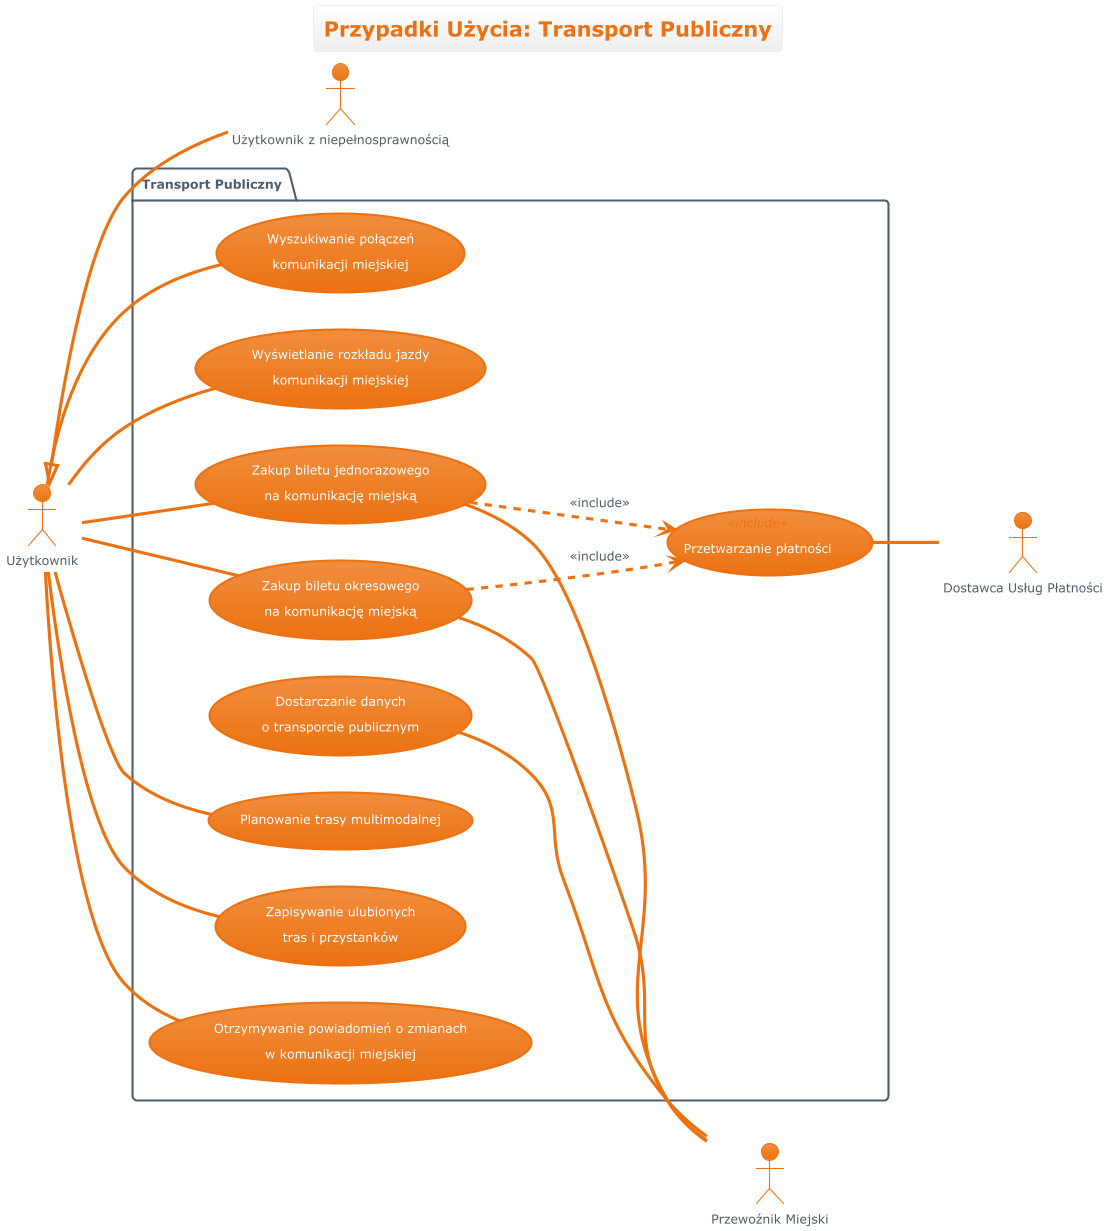 Przypadki Użycia: Transport Publiczny
Użytkownik z niepełnosprawnością
Transport Publiczny
Wyszukiwanie połączeń
komunikacji miejskiej
Wyświetlanie rozkładu jazdy
komunikacji miejskiej
Zakup biletu jednorazowego
na komunikację miejską
«include»
«include»
Przetwarzanie płatności
«include»
Użytkownik
Dostawca Usług Płatności
Zakup biletu okresowego
na komunikację miejską
Dostarczanie danych
o transporcie publicznym
Planowanie trasy multimodalnej
Zapisywanie ulubionych
tras i przystanków
Otrzymywanie powiadomień o zmianach
w komunikacji miejskiej
Przewoźnik Miejski